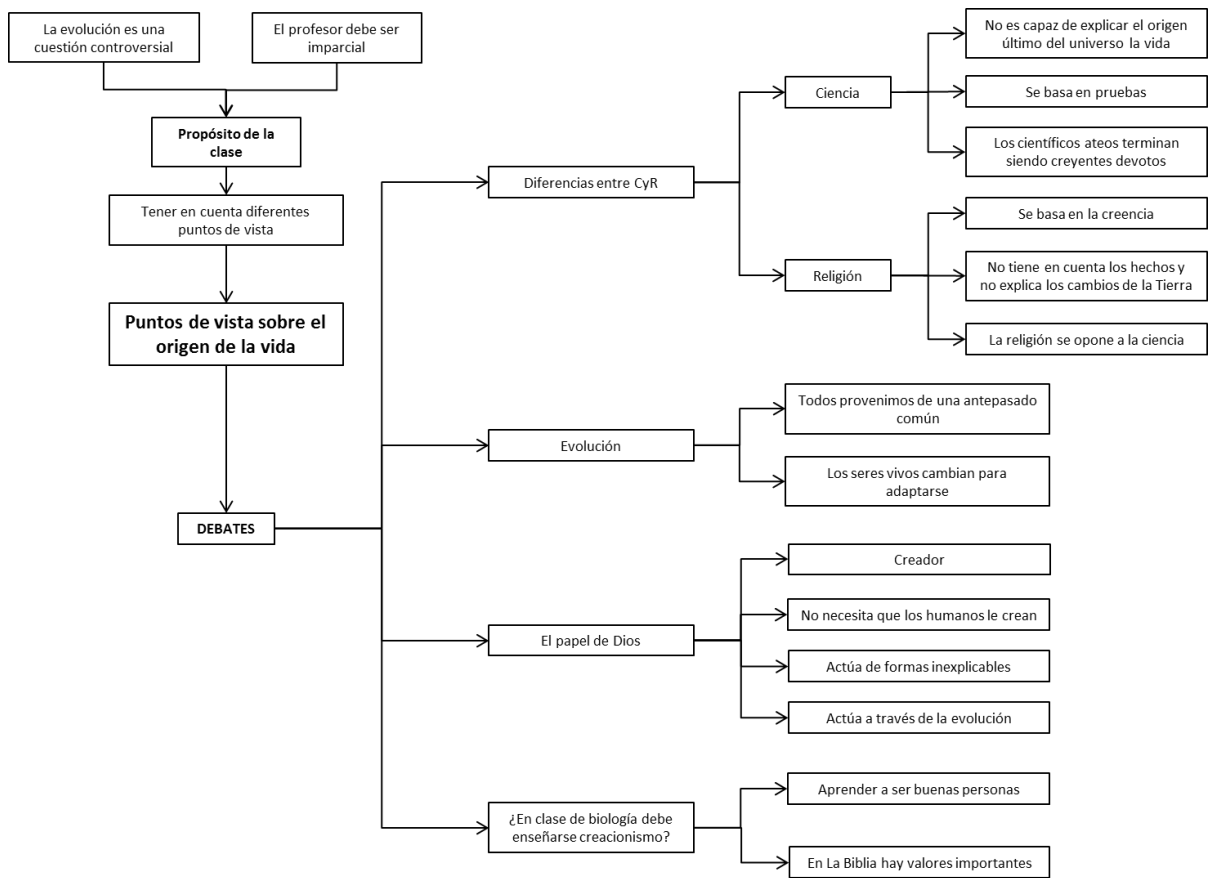 La evolución es una
cuestión controversial
El profesor debe ser
imparcial
Propósito de la
clase
Tener en cuenta diferentes
puntos de vista
Puntos de vista sobre el
origen de la vida
DEBATES
Diferencias entre CyR
Ciencia
No es capaz de explicar el origen
último del universo la vida
Se basa en pruebas
Los científicos ateos terminan
siendo creyentes devotos
Religión
Se basa en la creencia
No tiene en cuenta los hechos y
no explica los cambios de la Tierra
La religión se opone a la ciencia
Evolución
Todos provenimos de una antepasado
común
Los seres vivos cambian para
adaptarse
El papel de Dios
Creador
No necesita que los humanos le crean
Actúa de formas inexplicables
Actúa a través de la evolución
¿En clase de biología debe
enseñarse creacionismo?
Aprender a ser buenas personas
En La Biblia hay valores importantes